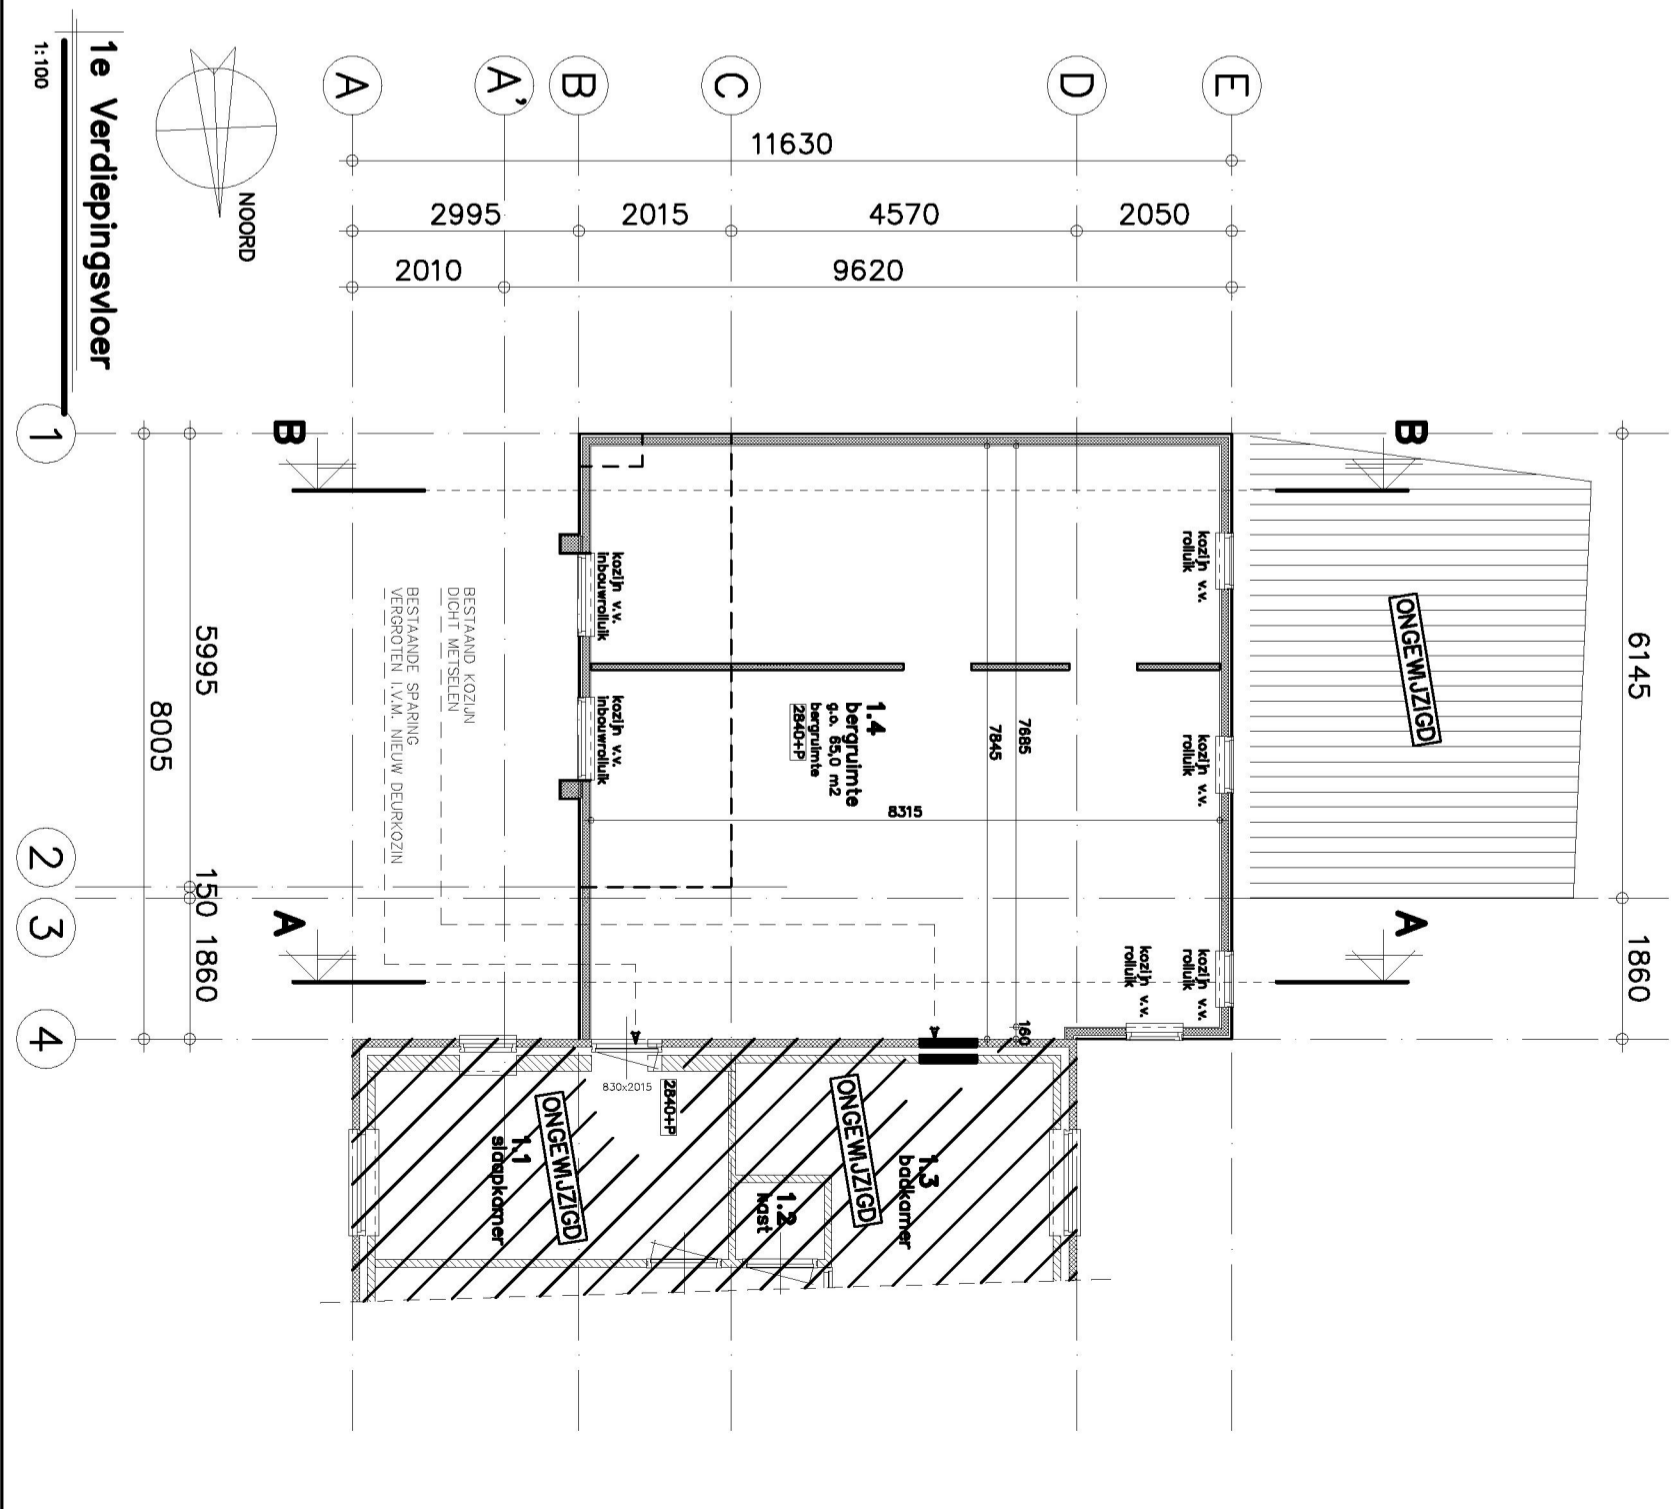 1e Verdiepingsvloer
1:100
NOORD
A
A'
B
C
D
E
11630
2995
2015
4570
2050
2010
9620
B
B
6145
1860
ONGEWIJZIGD
kozijn v.v.
rolluik
kozijn v.v.
rolluik
kozijn v.v.
rolluik
kozijn v.v.
rolluik
kozijn v.v.
inbouwrolluik
kozijn v.v.
inbouwrolluik
1.4
bergruimte
g.o. 65,0 m2
bergruimte
2840+P
7685
7845
8315
160
BESTAAND KOZIJN
DICHT METSELEN
BESTAANDE SPARING
VERGROTEN I.V.M. NIEUW DEURKOZIN
A
A
1
2
3
4
5995
150
1860
8005
830x2015
2840+P
ONGEWIJZIGD
1.1
slaapkamer
ONGEWIJZIGD
1.3
badkamer
1.2
kast